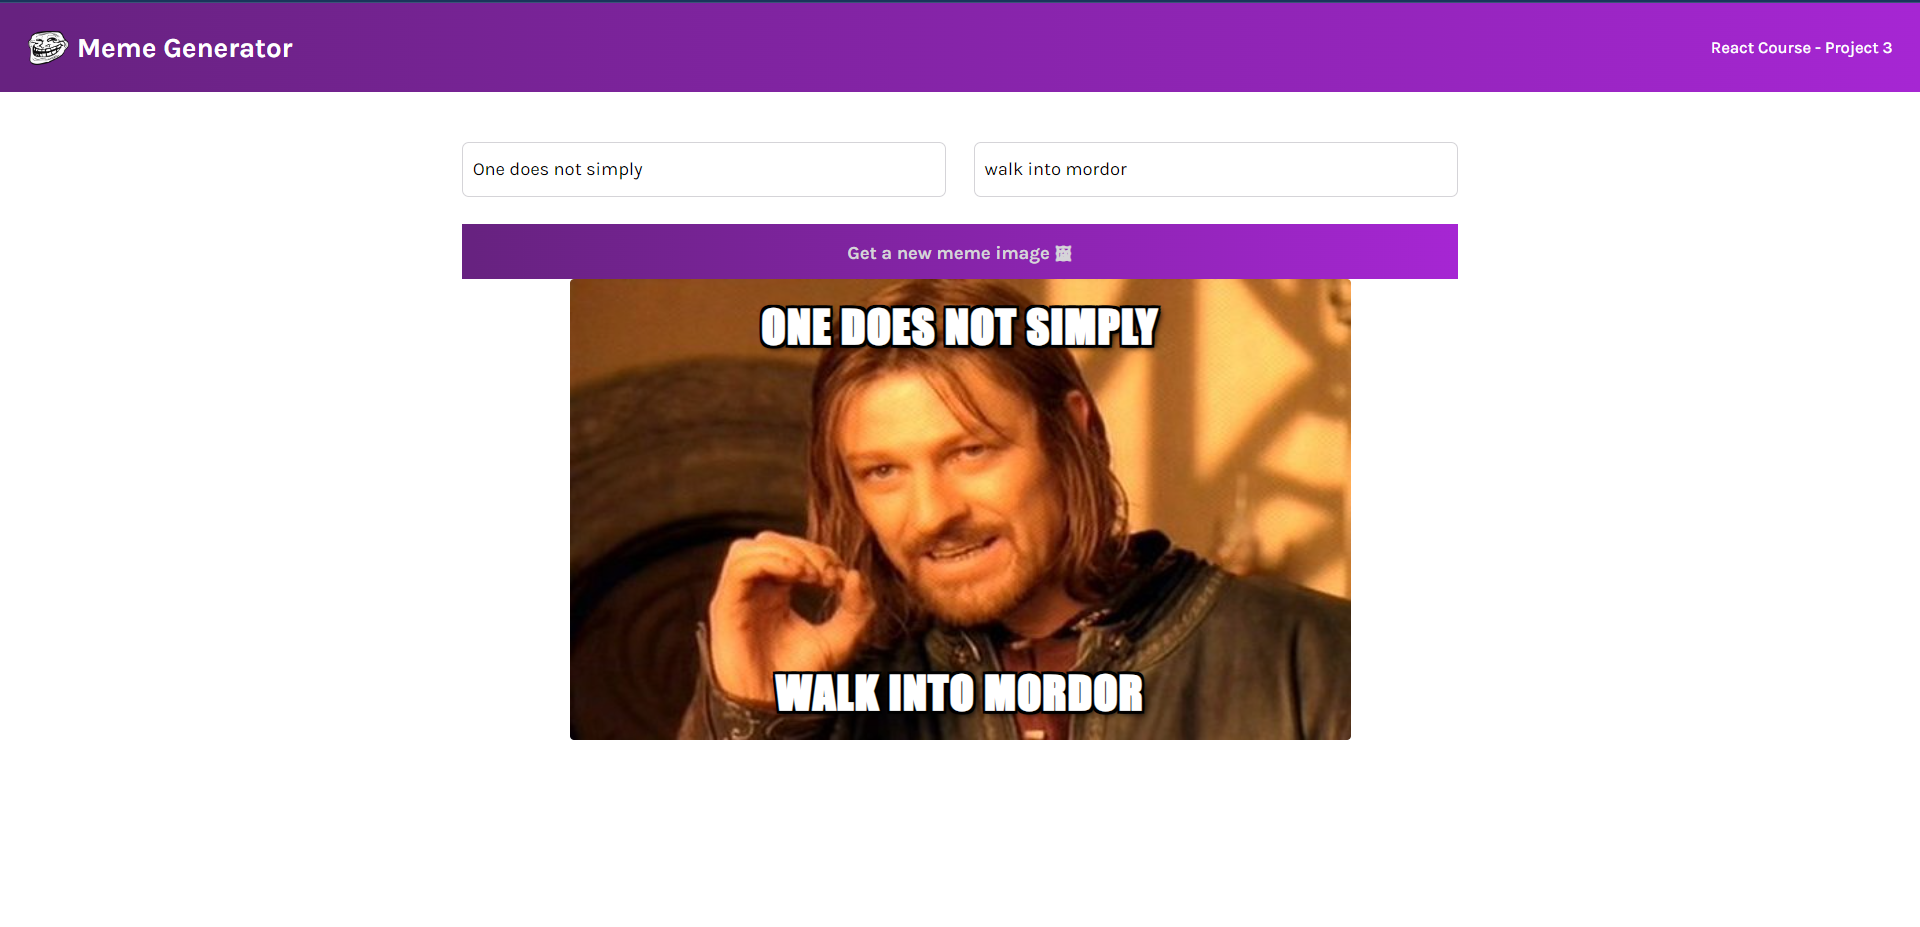 Meme Generator
React Course - Project 3
One does not simply
walk into mordor
Get a new meme image 🖼
ONE DOES NOT SIMPLY
WALK INTO MORDOR